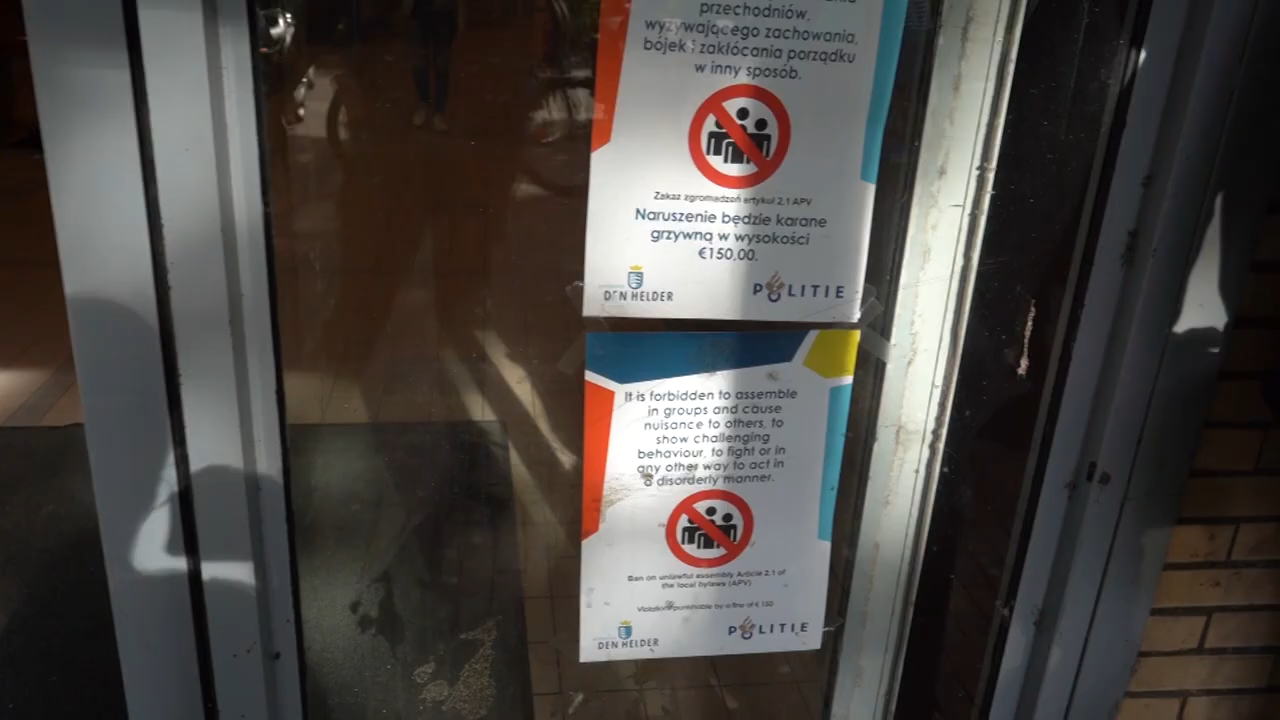 przechodniów,
wyzywającego zachowania,
bójek i zakłócania porządku
w inny sposób.
Zakaz zgromadzeń artykuł 2.1 APV
Naruszenie będzie karane
grzywną w wysokości
€150,00.
DEN HELDER
POLITIE
It is forbidden to assemble
in groups and cause
nuisance to others, to
show challenging
behaviour, to fight or in
any other way to act in
a disorderly manner.
Ban on unlawful assembly Article 2.1 of
the local bylaws (APV)
Violation punishable by a fine of € 150
DEN HELDER
POLITIE